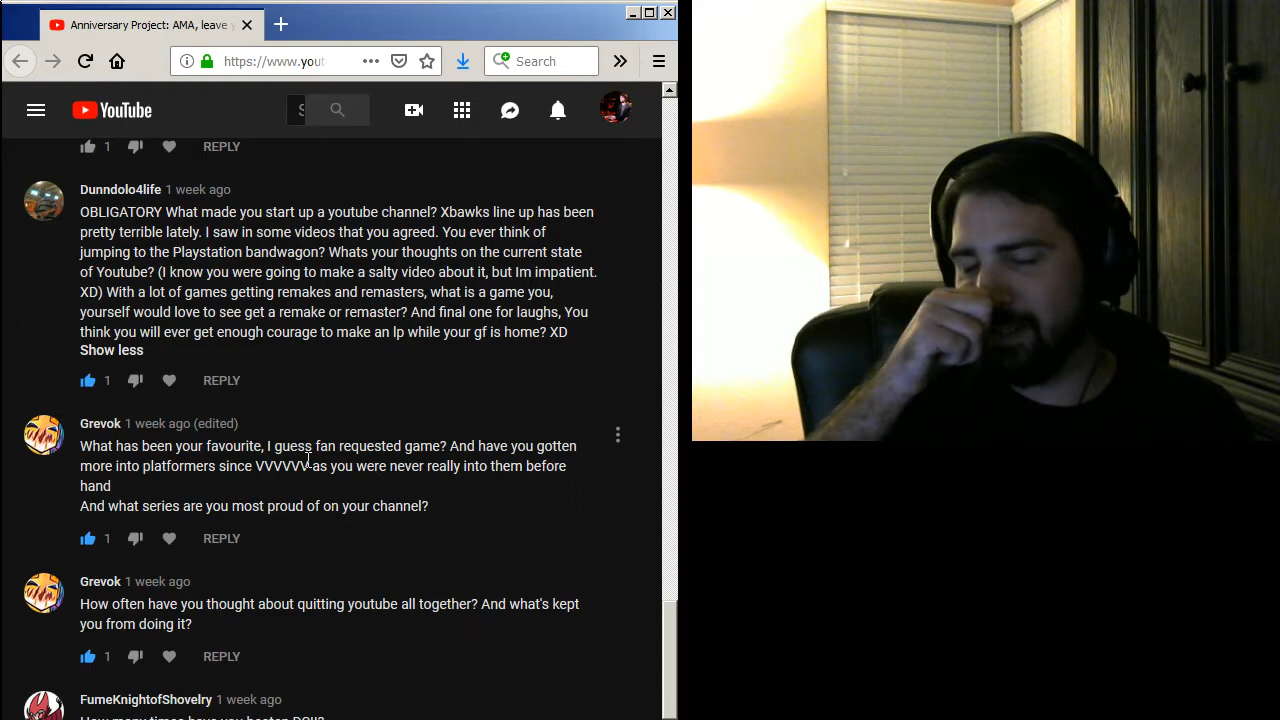 Anniversary Project: AMA, leave y
https://www.yout
Search
YouTube
S
1 REPLY
Dunndolo4life 1 week ago
OBLIGATORY What made you start up a youtube channel? Xbawks line up has been
pretty terrible lately. I saw in some videos that you agreed. You ever think of
jumping to the Playstation bandwagon? Whats your thoughts on the current state
of Youtube? (I know you were going to make a salty video about it, but Im impatient.
XD) With a lot of games getting remakes and remasters, what is a game you,
yourself would love to see get a remake or remaster? And final one for laughs, You
think you will ever get enough courage to make an lp while your gf is home? XD
Show less
1 REPLY
Grevok 1 week ago (edited)
What has been your favourite, I guess fan requested game? And have you gotten
more into platformers since VVVVVV as you were never really into them before
hand
And what series are you most proud of on your channel?
1 REPLY
Grevok 1 week ago
How often have you thought about quitting youtube all together? And what's kept
you from doing it?
1 REPLY
FumeKnightofShovelry 1 week ago
How many times have you beaten DSII?